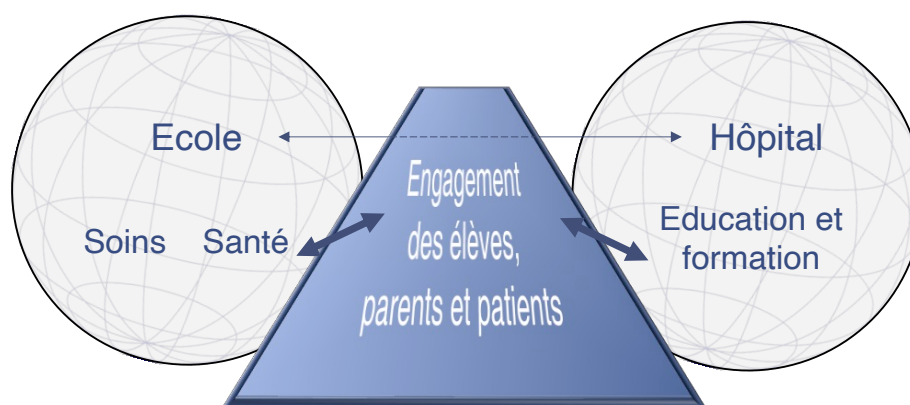 Ecole
Hôpital
Engagement
des élèves,
parents et patients
Soins Santé
Education et
formation